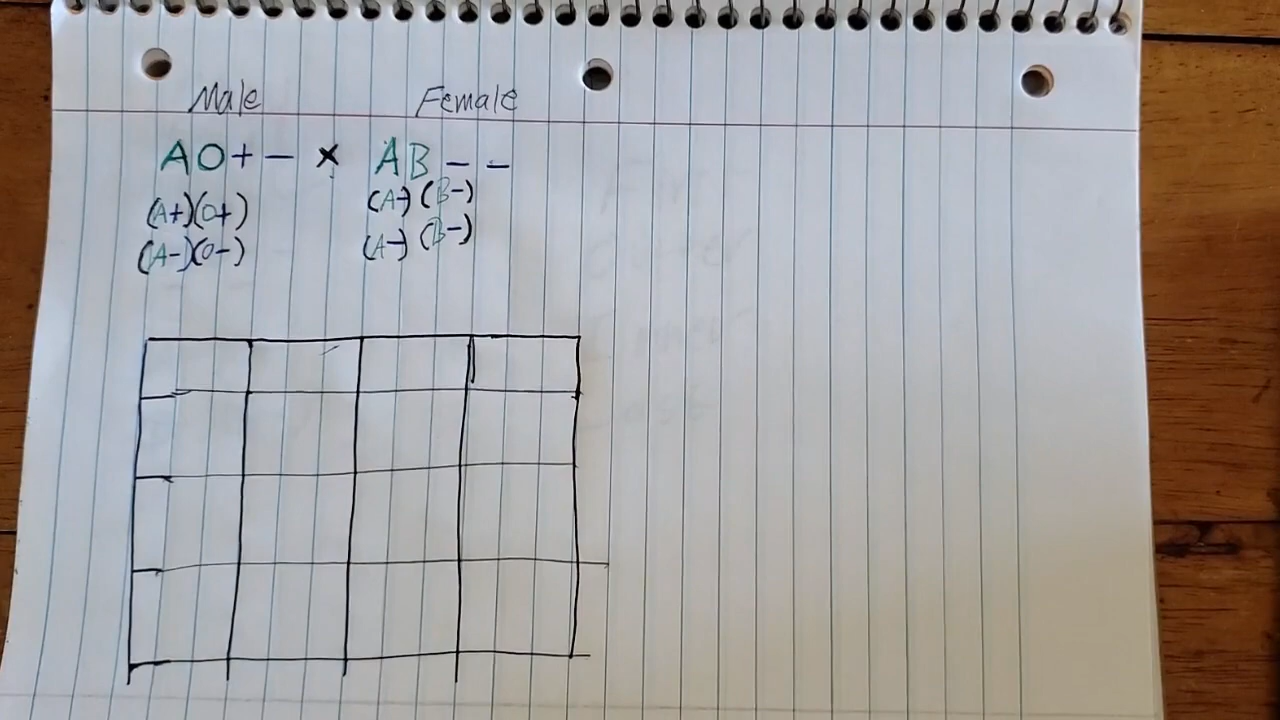 Male Female
AO+- × AB--
(A+)(O+) (A-)(B-)
(A-)(O-) (A-)(B-)